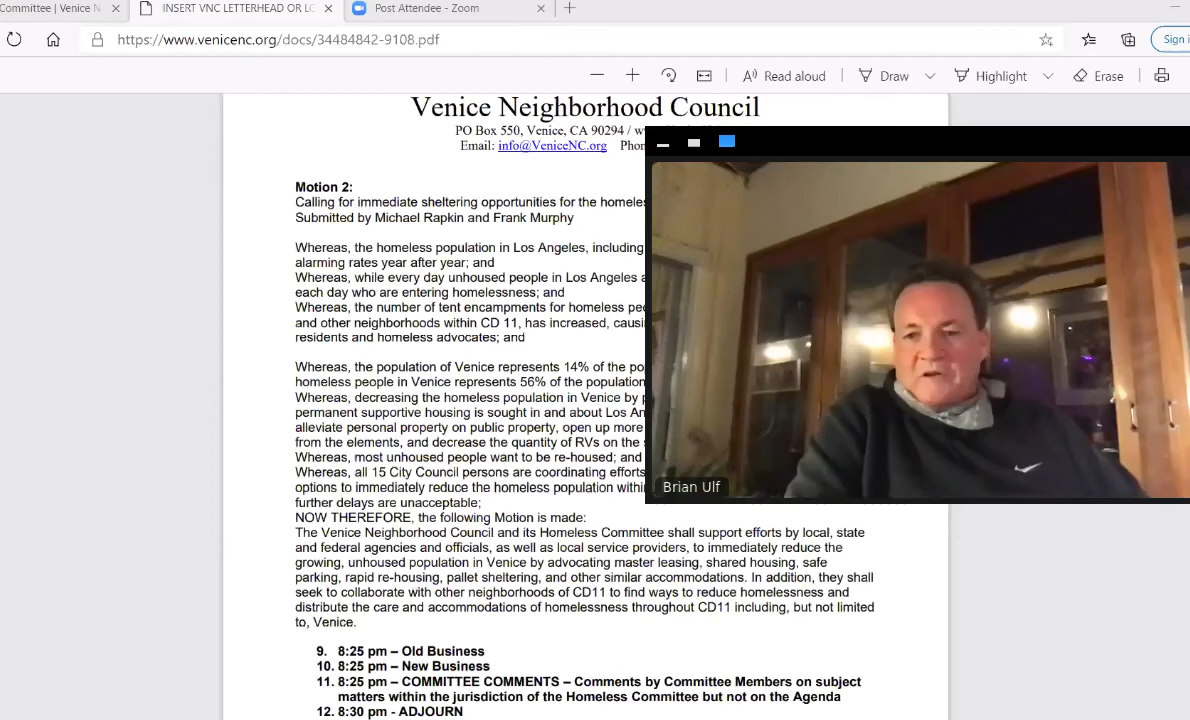 Committee | Venice N
INSERT VNC LETTERHEAD OR LO
Post Attendee - Zoom
https://www.venicenc.org/docs/34484842-9108.pdf
Sign i
Read aloud
Draw
Highlight
Erase
Venice Neighborhood Council
PO Box 550, Venice, CA 90294 /
Email: info@VeniceNC.org Phon
Motion 2:
Calling for immediate sheltering opportunities for the homeles
Submitted by Michael Rapkin and Frank Murphy
Whereas, the homeless population in Los Angeles, including
alarming rates year after year; and
Whereas, while every day unhoused people in Los Angeles a
each day who are entering homelessness; and
Whereas, the number of tent encampments for homeless peo
and other neighborhoods within CD 11, has increased, causi
residents and homeless advocates; and
Whereas, the population of Venice represents 14% of the po
homeless people in Venice represents 56% of the population
Whereas, decreasing the homeless population in Venice by p
permanent supportive housing is sought in and about Los An
alleviate personal property on public property, open up more
from the elements, and decrease the quantity of RVs on the s
Whereas, most unhoused people want to be re-housed; and
Whereas, all 15 City Council persons are coordinating efforts
options to immediately reduce the homeless population within
further delays are unacceptable;
NOW THEREFORE, the following Motion is made:
The Venice Neighborhood Council and its Homeless Committee shall support efforts by local, state
and federal agencies and officials, as well as local service providers, to immediately reduce the
growing, unhoused population in Venice by advocating master leasing, shared housing, safe
parking, rapid re-housing, pallet sheltering, and other similar accommodations. In addition, they shall
seek to collaborate with other neighborhoods of CD11 to find ways to reduce homelessness and
distribute the care and accommodations of homelessness throughout CD11 including, but not limited
to, Venice.
9. 8:25 pm – Old Business
10. 8:25 pm – New Business
11. 8:25 pm – COMMITTEE COMMENTS – Comments by Committee Members on subject
matters within the jurisdiction of the Homeless Committee but not on the Agenda
12. 8:30 pm - ADJOURN
Brian Ulf